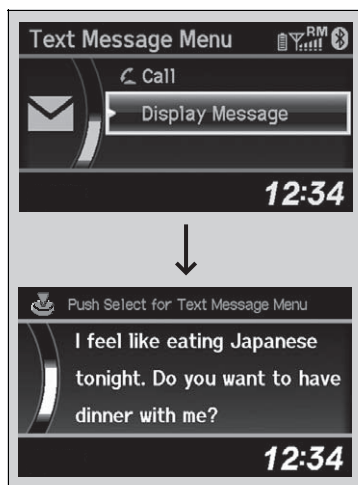 Text Message Menu RM
Call
Display Message
12:34
Push Select for Text Message Menu
I feel like eating Japanese
tonight. Do you want to have
dinner with me?
12:34